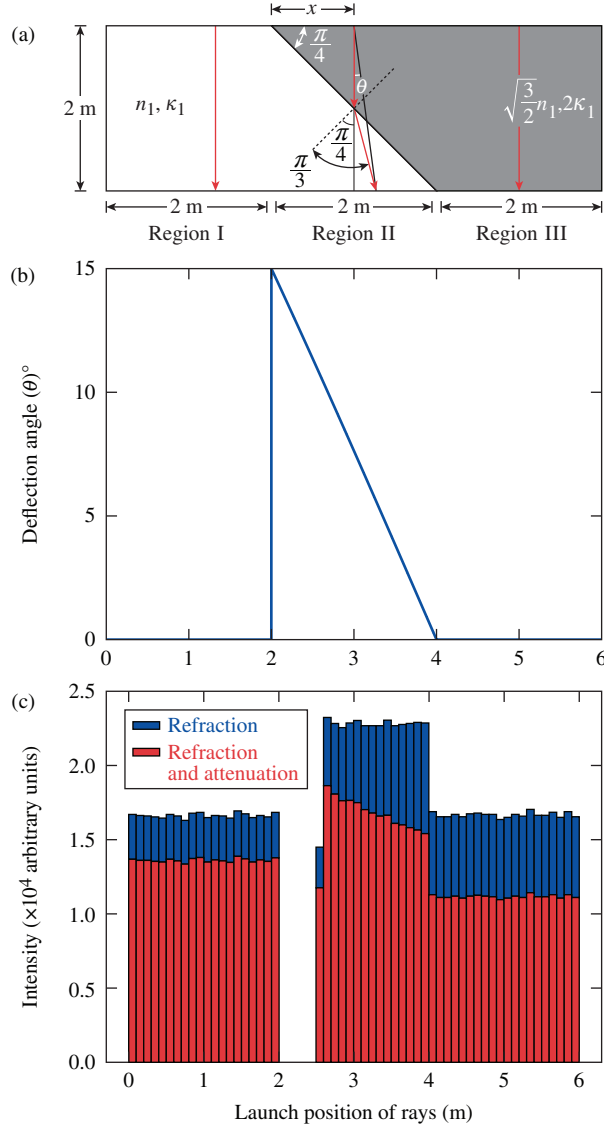 (a)
x
π/4
θ
2 m
n₁, κ₁
√(3/2)n₁,2κ₁
π/4
π/3
2 m
2 m
2 m
Region I
Region II
Region III
(b)
15
10
5
0
Deflection angle (θ)°
0
1
2
3
4
5
6
(c)
2.5
2.0
1.5
1.0
0.5
0.0
Intensity (×10⁴ arbitrary units)
Refraction
Refraction
and attenuation
0
1
2
3
4
5
6
Launch position of rays (m)